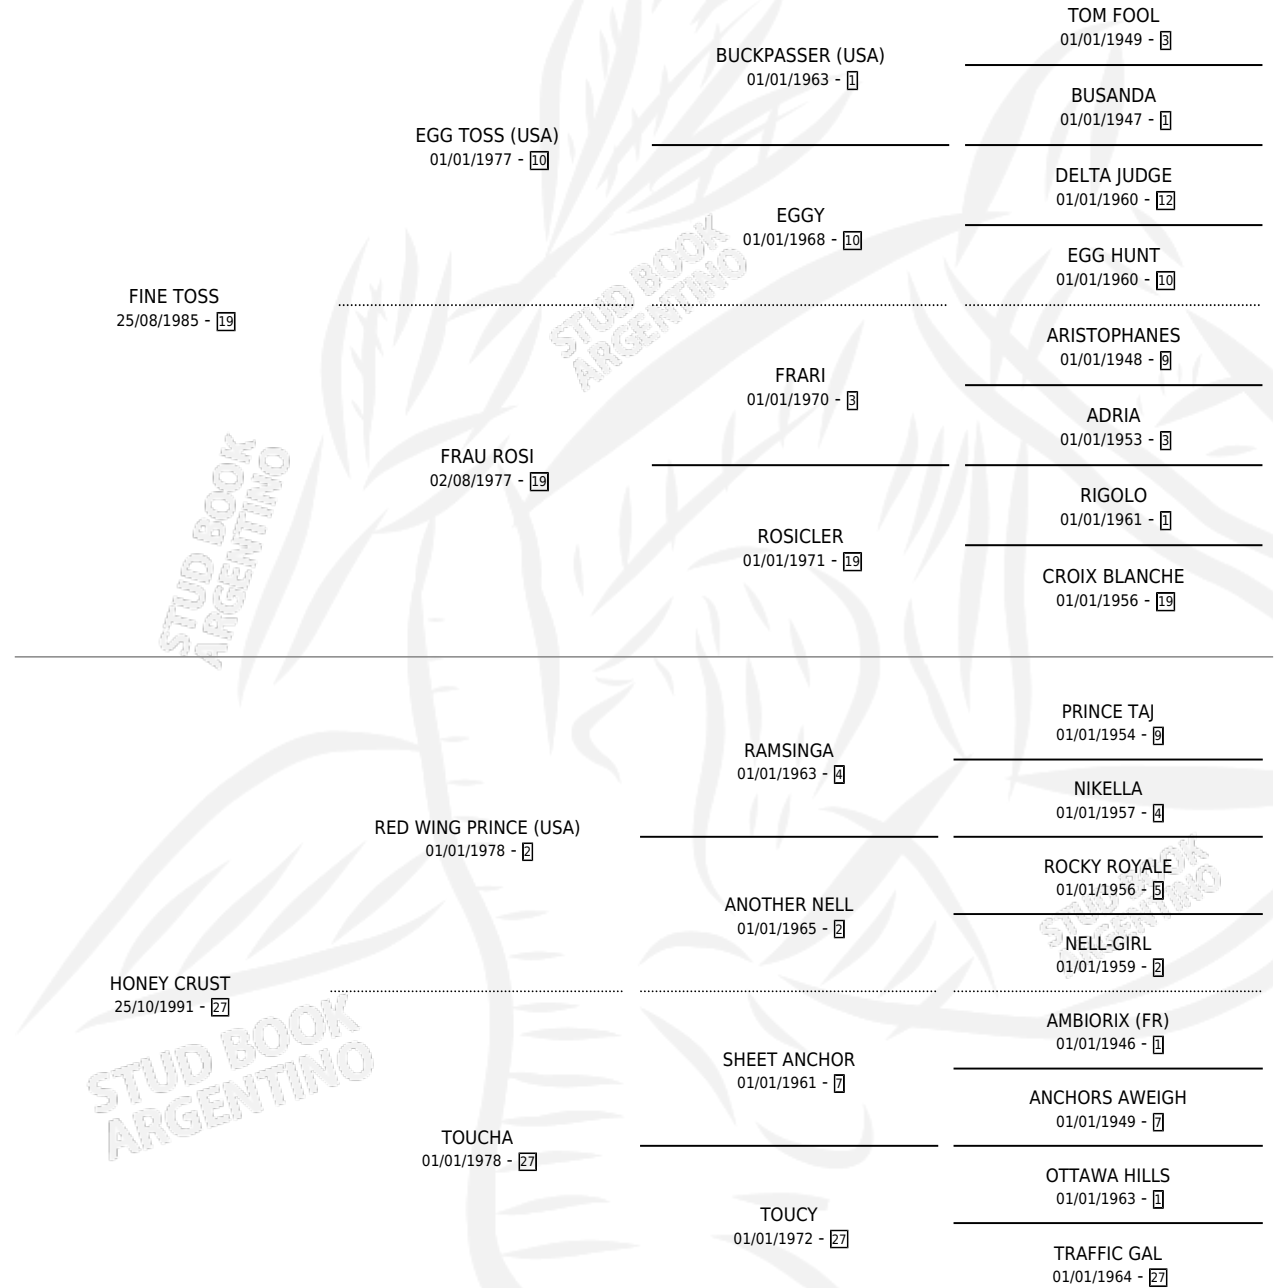 TOM FOOL
01/01/1949 - 3
BUCKPASSER (USA)
01/01/1963 - 1
BUSANDA
01/01/1947 - 1
EGG TOSS (USA)
01/01/1977 - 10
DELTA JUDGE
01/01/1960 - 12
EGGY
01/01/1968 - 10
EGG HUNT
01/01/1960 - 10
FINE TOSS
25/08/1985 - 19
ARISTOPHANES
01/01/1948 - 9
FRARI
01/01/1970 - 3
ADRIA
01/01/1953 - 3
FRAU ROSI
02/08/1977 - 19
RIGOLO
01/01/1961 - 1
ROSICLER
01/01/1971 - 19
CROIX BLANCHE
01/01/1956 - 19
PRINCE TAJ
01/01/1954 - 9
RAMSINGA
01/01/1963 - 4
NIKELLA
01/01/1957 - 4
RED WING PRINCE (USA)
01/01/1978 - 2
ROCKY ROYALE
01/01/1956 - 5
ANOTHER NELL
01/01/1965 - 2
NELL-GIRL
01/01/1959 - 2
HONEY CRUST
25/10/1991 - 27
AMBIORIX (FR)
01/01/1946 - 1
SHEET ANCHOR
01/01/1961 - 7
ANCHORS AWEIGH
01/01/1949 - 7
TOUCHA
01/01/1978 - 27
OTTAWA HILLS
01/01/1963 - 1
TOUCY
01/01/1972 - 27
TRAFFIC GAL
01/01/1964 - 27
STUD BOOK
ARGENTINO
STUD BOOK
ARGENTINO
STUD BOOK
ARGENTINO
STUD BOOK
ARGENTINO